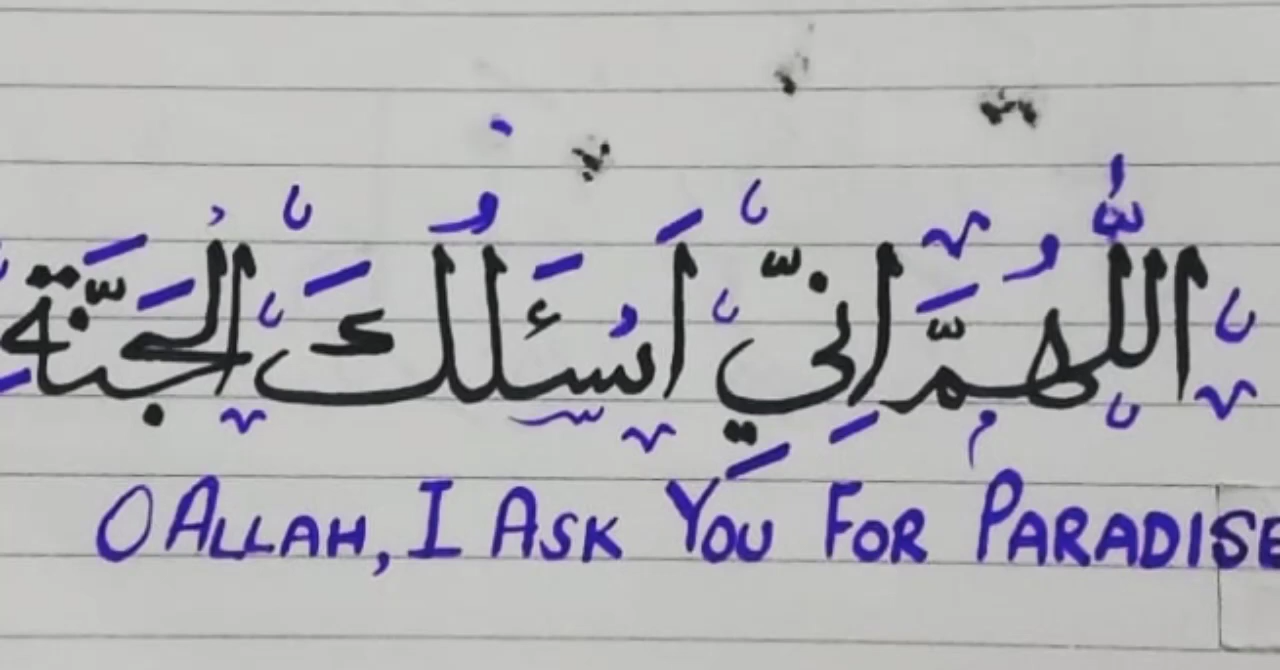 اَللّٰهُمَّ اِنِّيْ اَسْئَلُكَ الْجَنَّةَ
O ALLAH, I ASK YOU FOR PARADISE